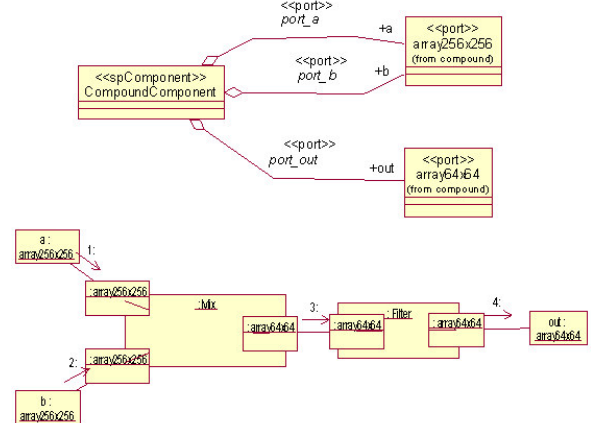 <<port>>
port_a
+a
<<port>>
array256x256
(from compound)
<<port>>
port_b
+b
<<spComponent>>
CompoundComponent
<<port>>
port_out
+out
<<port>>
array64x64
(from compound)
a :
array256x256
1:
: array256x256
: Mix
3:
: array64x64
: array64x64
: Filter
4:
: array64x64
out :
array64x64
2:
: array256x256
b :
array256x256